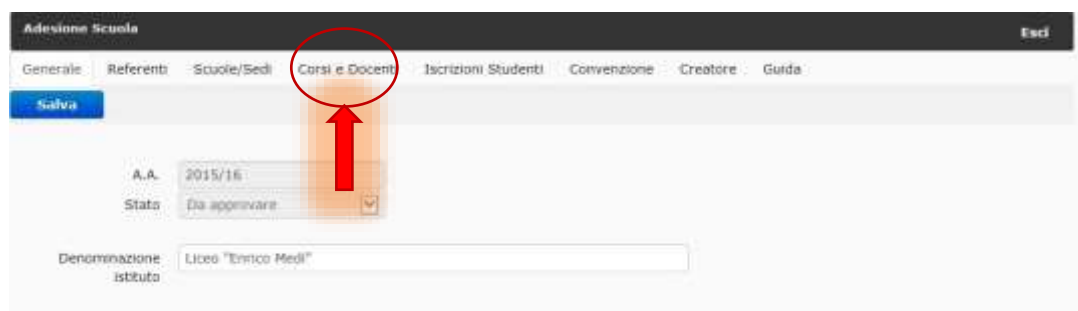 Adesione Scuola Esci
Generale Referenti Scuole/Sedi Corsi e Docenti Iscrizioni Studenti Convenzione Creatore Guida
Salva
A.A. 2015/16
Stato Da approvare
Denominazione Liceo "Enrico Medi"
istituto